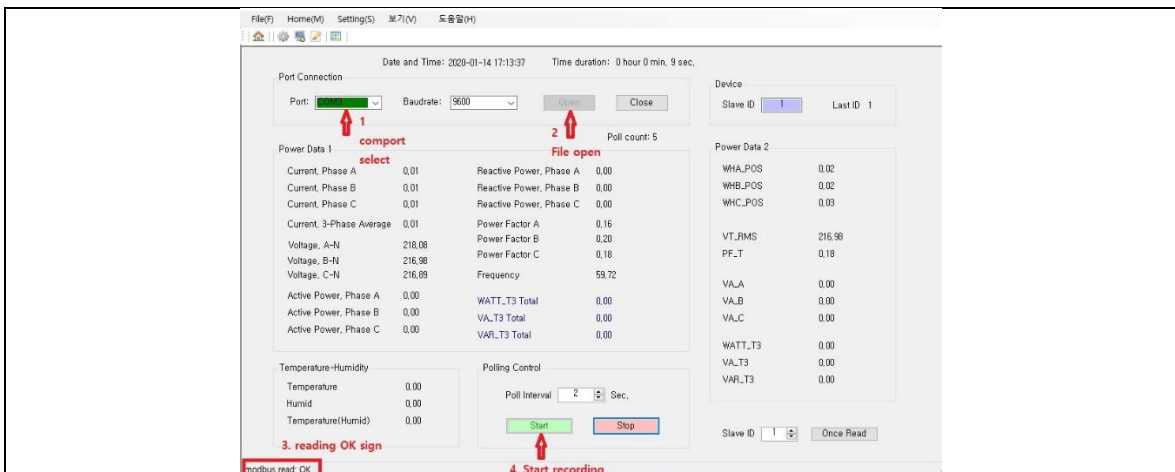 File(F) Home(M) Setting(S) 보기(V) 도움말(H)
Date and Time: 2020-01-14 17:13:37 Time duration: 0 hour 0 min, 9 sec,
Port Connection
Port: COM3 Baudrate: 9600 Open Close
1
comport
select
2
File open
Poll count: 5
Device
Slave ID 1 Last ID 1
Power Data 1
Current, Phase A 0,01 Reactive Power, Phase A 0,00
Current, Phase B 0,01 Reactive Power, Phase B 0,00
Current, Phase C 0,01 Reactive Power, Phase C 0,00
Current, 3-Phase Average 0,01 Power Factor A 0,16
Power Factor B 0,20
Voltage, A-N 218,08
Power Factor C 0,18
Voltage, B-N 216,98
Voltage, C-N 216,89 Frequency 59,72
Active Power, Phase A 0,00 WATT_T3 Total 0,00
Active Power, Phase B 0,00 VA_T3 Total 0,00
Active Power, Phase C 0,00 VAR_T3 Total 0,00
Power Data 2
WHA_POS 0,02
WHB_POS 0,02
WHC_POS 0,03
VT_RMS 216,98
PF_T 0,18
VA_A 0,00
VA_B 0,00
VA_C 0,00
WATT_T3 0,00
VA_T3 0,00
VAR_T3 0,00
Temperature-Humidity
Temperature 0,00
Humid 0,00
Temperature(Humid) 0,00
3. reading OK sign
modbus read: OK
Polling Control
Poll Interval 2 Sec,
Start Stop
4. Start recording
Slave ID 1 Once Read